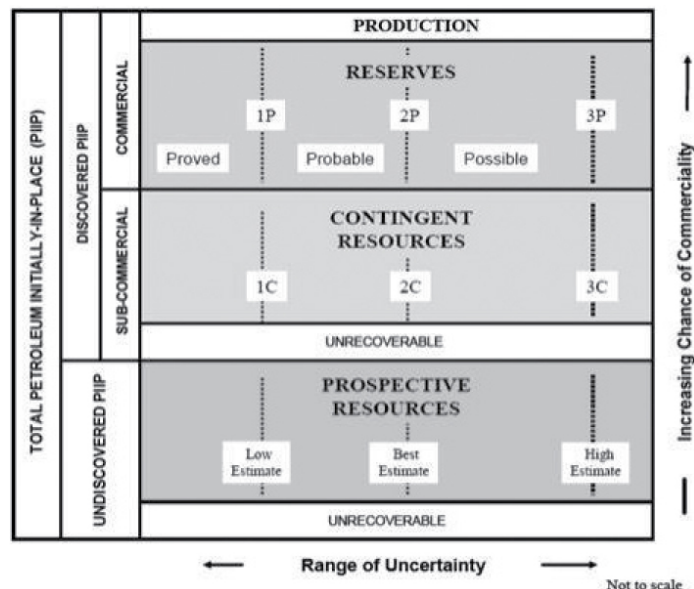 TOTAL PETROLEUM INITIALLY-IN-PLACE (PIIP)
DISCOVERED PIIP
COMMERCIAL
PRODUCTION
RESERVES
1P
2P
3P
Proved
Probable
Possible
SUB-COMMERCIAL
CONTINGENT
RESOURCES
1C
2C
3C
UNRECOVERABLE
UNDISCOVERED PIIP
PROSPECTIVE
RESOURCES
Low
Estimate
Best
Estimate
High
Estimate
UNRECOVERABLE
Increasing Chance of Commerciality
Range of Uncertainty
Not to scale